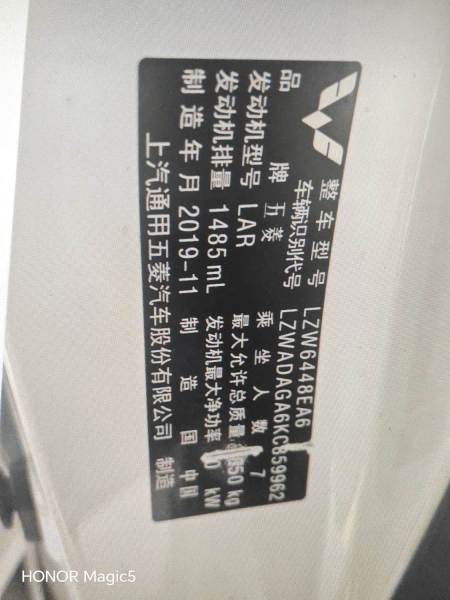 整车型号 LZW6448EA6
车辆识别代号 LZWADAGA6KC859962
品牌 五菱 乘坐人数 7
发动机型号 LAR 最大允许总质量 850 kg
发动机排量 1485 mL 发动机最大净功率 kW
制造年月 2019-11 制造国 中国
上汽通用五菱汽车股份有限公司 制造
HONOR Magic5